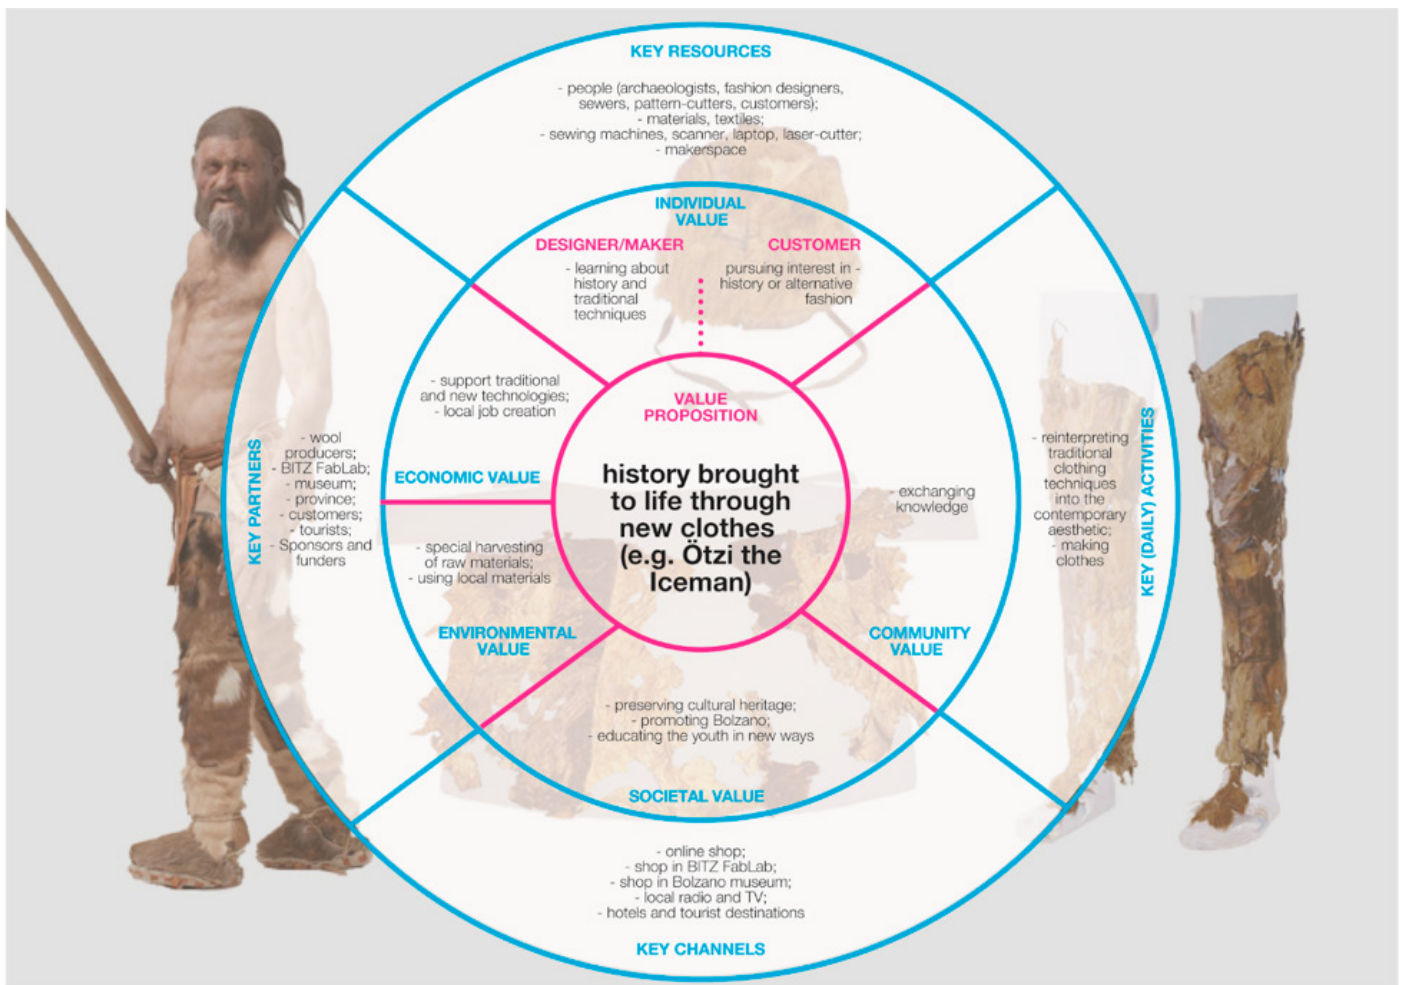 KEY RESOURCES
- people (archaeologists, fashion designers,
sewers, pattern-cutters, customers);
- materials, textiles;
- sewing machines, scanner, laptop, laser-cutter;
- makerspace
INDIVIDUAL
VALUE
DESIGNER/MAKER
- learning about
history and
traditional
techniques
CUSTOMER
pursuing interest in -
history or alternative
fashion
- support traditional
and new technologies;
- local job creation
ECONOMIC VALUE
VALUE
PROPOSITION
history brought
to life through
new clothes
(e.g. Ötzi the
Iceman)
- exchanging
knowledge
COMMUNITY
VALUE
KEY PARTNERS
- wool
producers;
- BITZ FabLab;
- museum;
- province;
- customers;
- tourists;
- Sponsors and
funders
- special harvesting
of raw materials;
- using local materials
ENVIRONMENTAL
VALUE
- reinterpreting
traditional
clothing
techniques
into the
contemporary
aesthetic;
- making
clothes
KEY (DAILY) ACTIVITIES
- preserving cultural heritage;
- promoting Bolzano;
- educating the youth in new ways
SOCIETAL VALUE
- online shop;
- shop in BITZ FabLab;
- shop in Bolzano museum;
- local radio and TV;
- hotels and tourist destinations
KEY CHANNELS